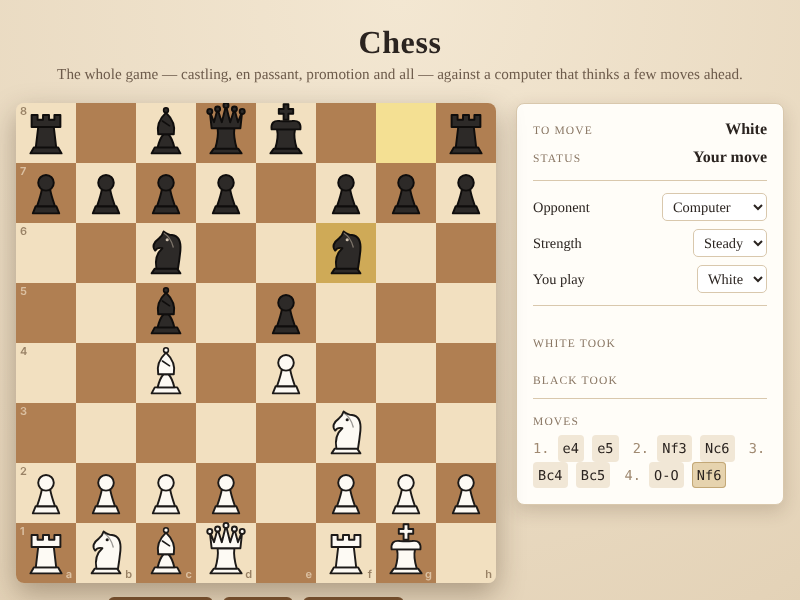 Chess
The whole game — castling, en passant, promotion and all — against a computer that thinks a few moves ahead.
8
7
6
5
4
3
2
1
a b c d e f g h
TO MOVE White
STATUS Your move
Opponent Computer
Strength Steady
You play White
WHITE TOOK
BLACK TOOK
MOVES
1. e4 e5 2. Nf3 Nc6 3.
Bc4 Bc5 4. O-O Nf6